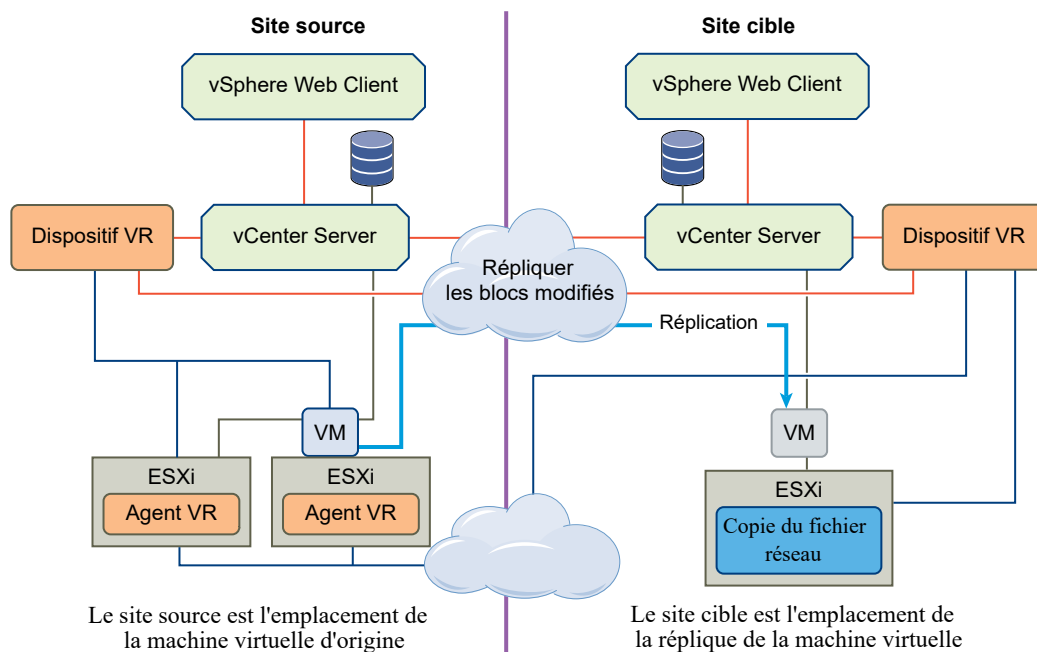 Site source
Site cible
vSphere Web Client
vSphere Web Client
Dispositif VR
vCenter Server
vCenter Server
Dispositif VR
Répliquer
les blocs modifiés
Réplication
VM
VM
ESXi
ESXi
ESXi
Agent VR
Agent VR
Copie du fichier
réseau
Le site source est l'emplacement de
la machine virtuelle d'origine
Le site cible est l'emplacement de
la réplique de la machine virtuelle